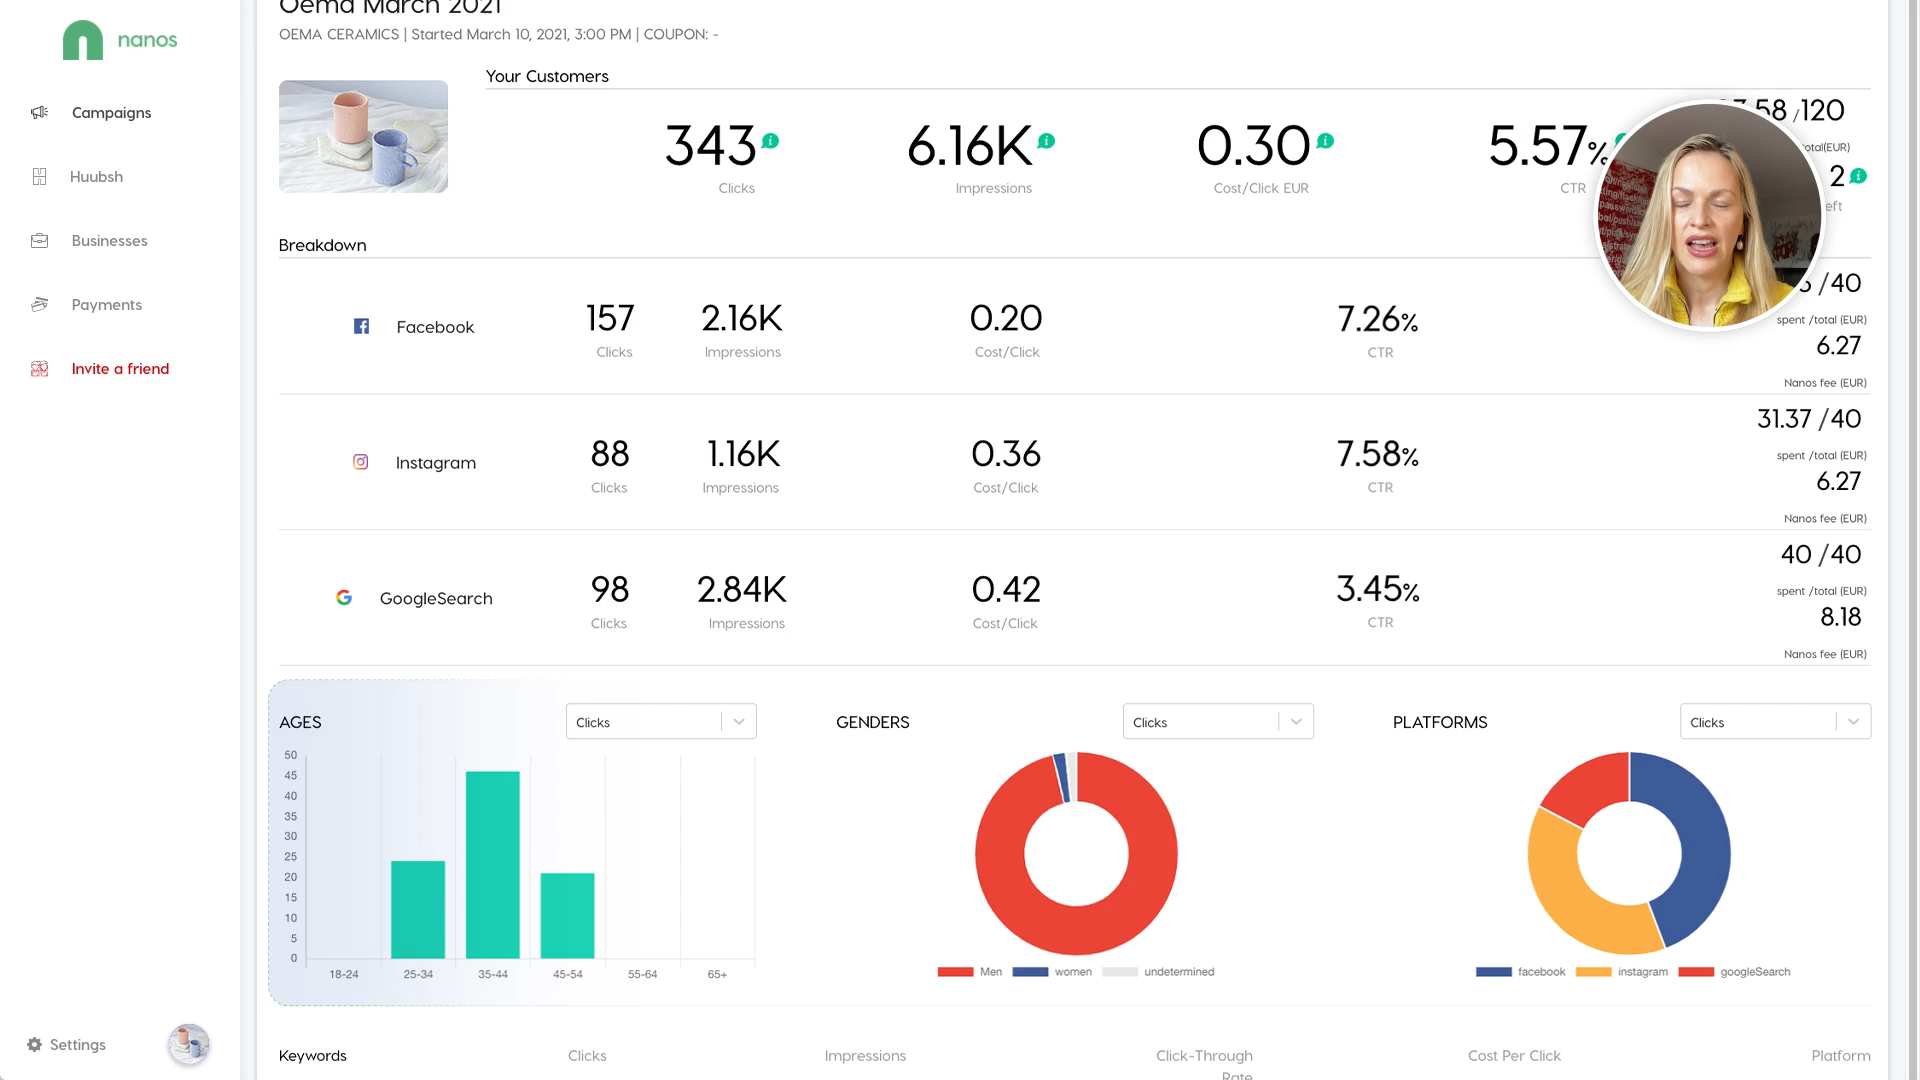 Oema March 2021
nanos
OEMA CERAMICS | Started March 10, 2021, 3:00 PM | COUPON: -
Your Customers
Campaigns
Huubsh
Businesses
Payments
Invite a friend
343
Clicks
6.16K
Impressions
0.30
Cost/Click EUR
5.57%
CTR
/120
2
Breakdown
Facebook
157
Clicks
2.16K
Impressions
0.20
Cost/Click
7.26%
CTR
/40
spent /total (EUR)
6.27
Nanos fee (EUR)
Instagram
88
Clicks
1.16K
Impressions
0.36
Cost/Click
7.58%
CTR
31.37 /40
spent /total (EUR)
6.27
Nanos fee (EUR)
GoogleSearch
98
Clicks
2.84K
Impressions
0.42
Cost/Click
3.45%
CTR
40 /40
spent /total (EUR)
8.18
Nanos fee (EUR)
AGES
Clicks
50
45
40
35
30
25
20
15
10
5
0
18-24 25-34 35-44 45-54 55-64 65+
GENDERS
Clicks
Men women undetermined
PLATFORMS
Clicks
facebook instagram googleSearch
Settings
Keywords Clicks Impressions Click-Through Rate Cost Per Click Platform